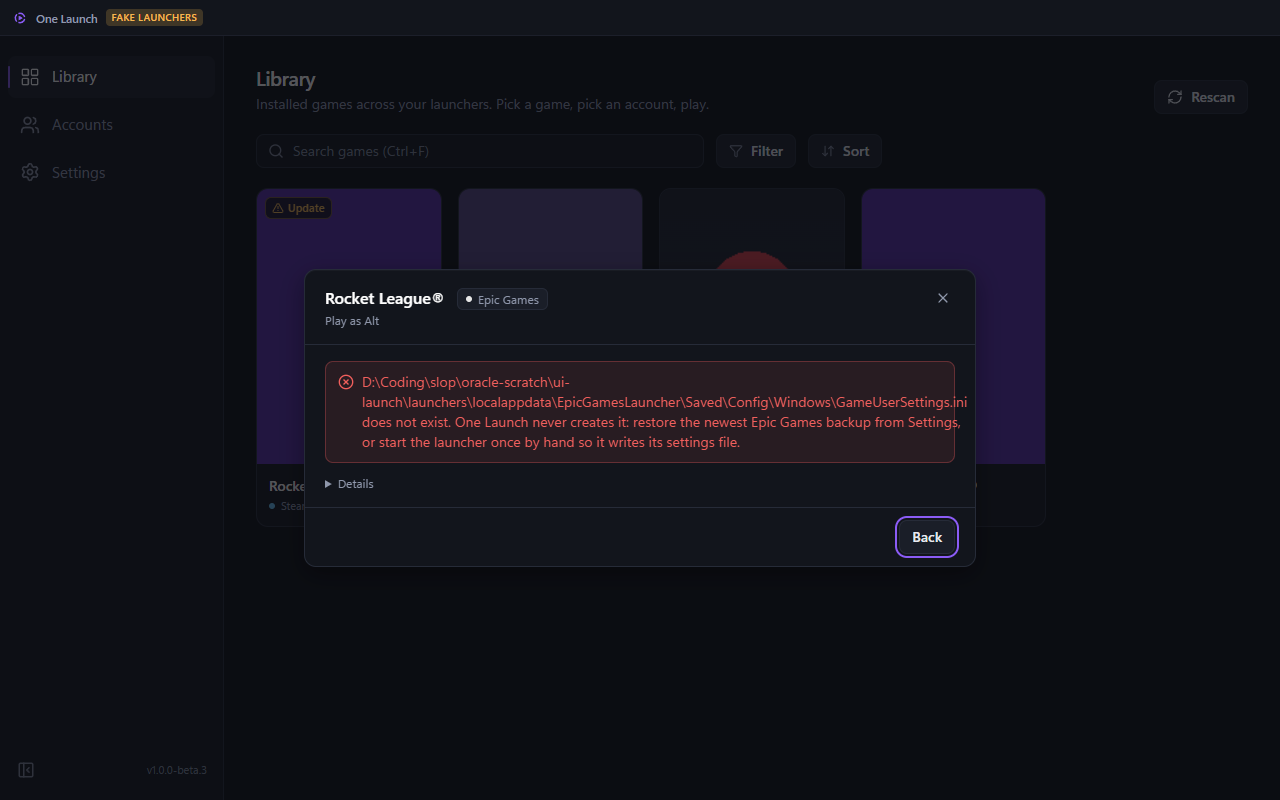 One Launch FAKE LAUNCHERS
Library
Accounts
Settings
Library
Installed games across your launchers. Pick a game, pick an account, play.
Rescan
Search games (Ctrl+F)
Filter
Sort
Update
Rocket League® Epic Games
Play as Alt
D:\Coding\slop\oracle-scratch\ui-
launch\launchers\localappdata\EpicGamesLauncher\Saved\Config\Windows\GameUserSettings.ini
does not exist. One Launch never creates it: restore the newest Epic Games backup from Settings,
or start the launcher once by hand so it writes its settings file.
Details
Back
v1.0.0-beta.3